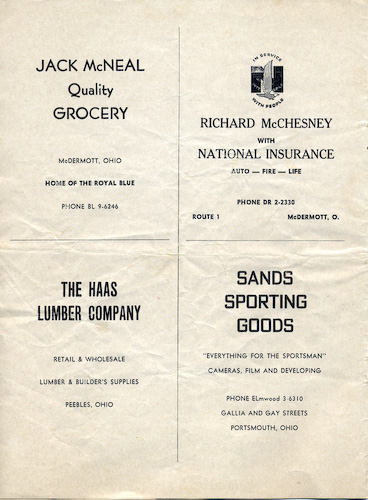 JACK McNEAL
Quality
GROCERY
McDERMOTT, OHIO
HOME OF THE ROYAL BLUE
PHONE BL 9-6246
IN SERVICE
WITH PEOPLE
RICHARD McCHESNEY
WITH
NATIONAL INSURANCE
AUTO — FIRE — LIFE
PHONE DR 2-2330
ROUTE 1 McDERMOTT, O.
THE HAAS
LUMBER COMPANY
RETAIL & WHOLESALE
LUMBER & BUILDER'S SUPPLIES
PEEBLES, OHIO
SANDS
SPORTING
GOODS
"EVERYTHING FOR THE SPORTSMAN"
CAMERAS, FILM AND DEVELOPING
PHONE ELmwood 3-6310
GALLIA AND GAY STREETS
PORTSMOUTH, OHIO